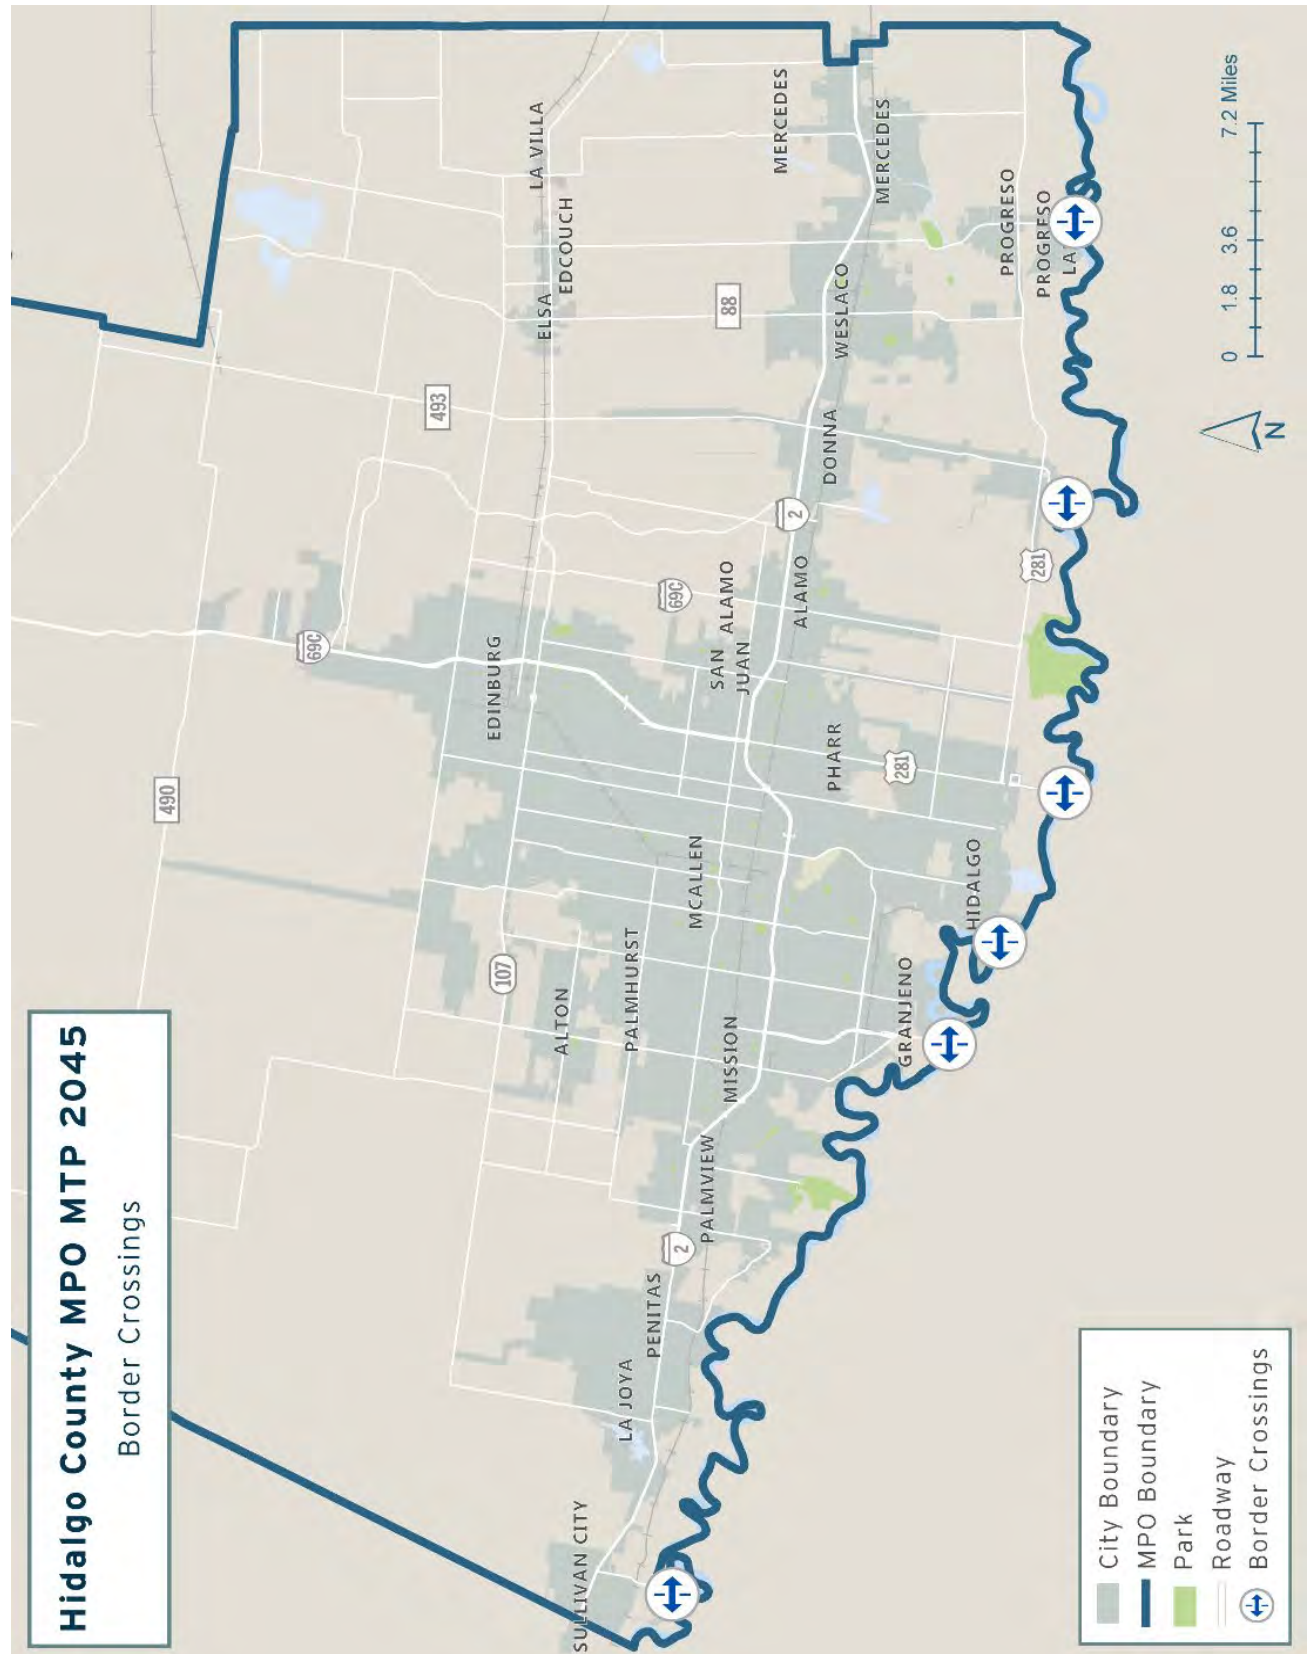 Hidalgo County MPO MTP 2045
Border Crossings
490
69C
493
107
EDINBURG
ELSA
EDCOUCH
LA VILLA
ALTON
PALMHURST
MCALLEN
69C
SAN
JUAN
ALAMO
88
MERCEDES
SULLIVAN CITY
LA JOYA
PENITAS
2
PALMVIEW
MISSION
ALAMO
2
DONNA
WESLACO
MERCEDES
PHARR
281
GRANJENO
HIDALGO
281
PROGRESO
PROGRESO
LA
City Boundary
MPO Boundary
Park
Roadway
Border Crossings
N
0 1.8 3.6 7.2 Miles